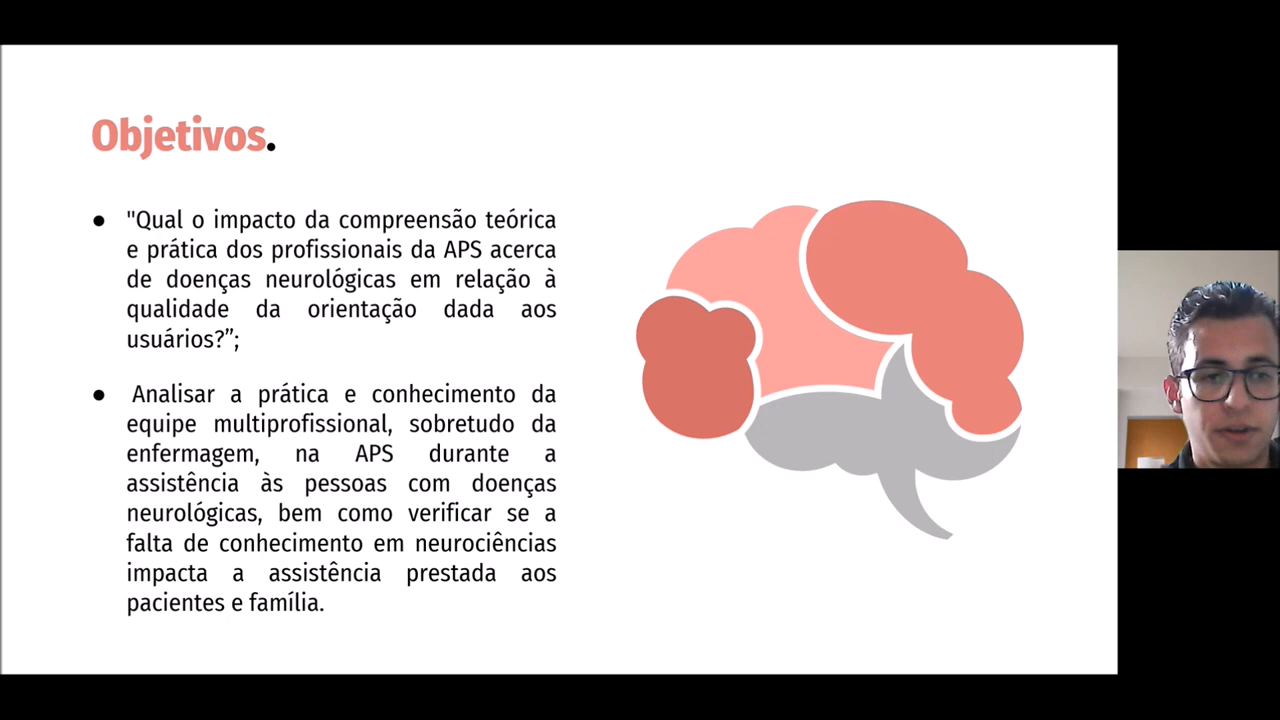 Objetivos.
● "Qual o impacto da compreensão teórica
e prática dos profissionais da APS acerca
de doenças neurológicas em relação à
qualidade da orientação dada aos
usuários?”;
● Analisar a prática e conhecimento da
equipe multiprofissional, sobretudo da
enfermagem, na APS durante a
assistência às pessoas com doenças
neurológicas, bem como verificar se a
falta de conhecimento em neurociências
impacta a assistência prestada aos
pacientes e família.